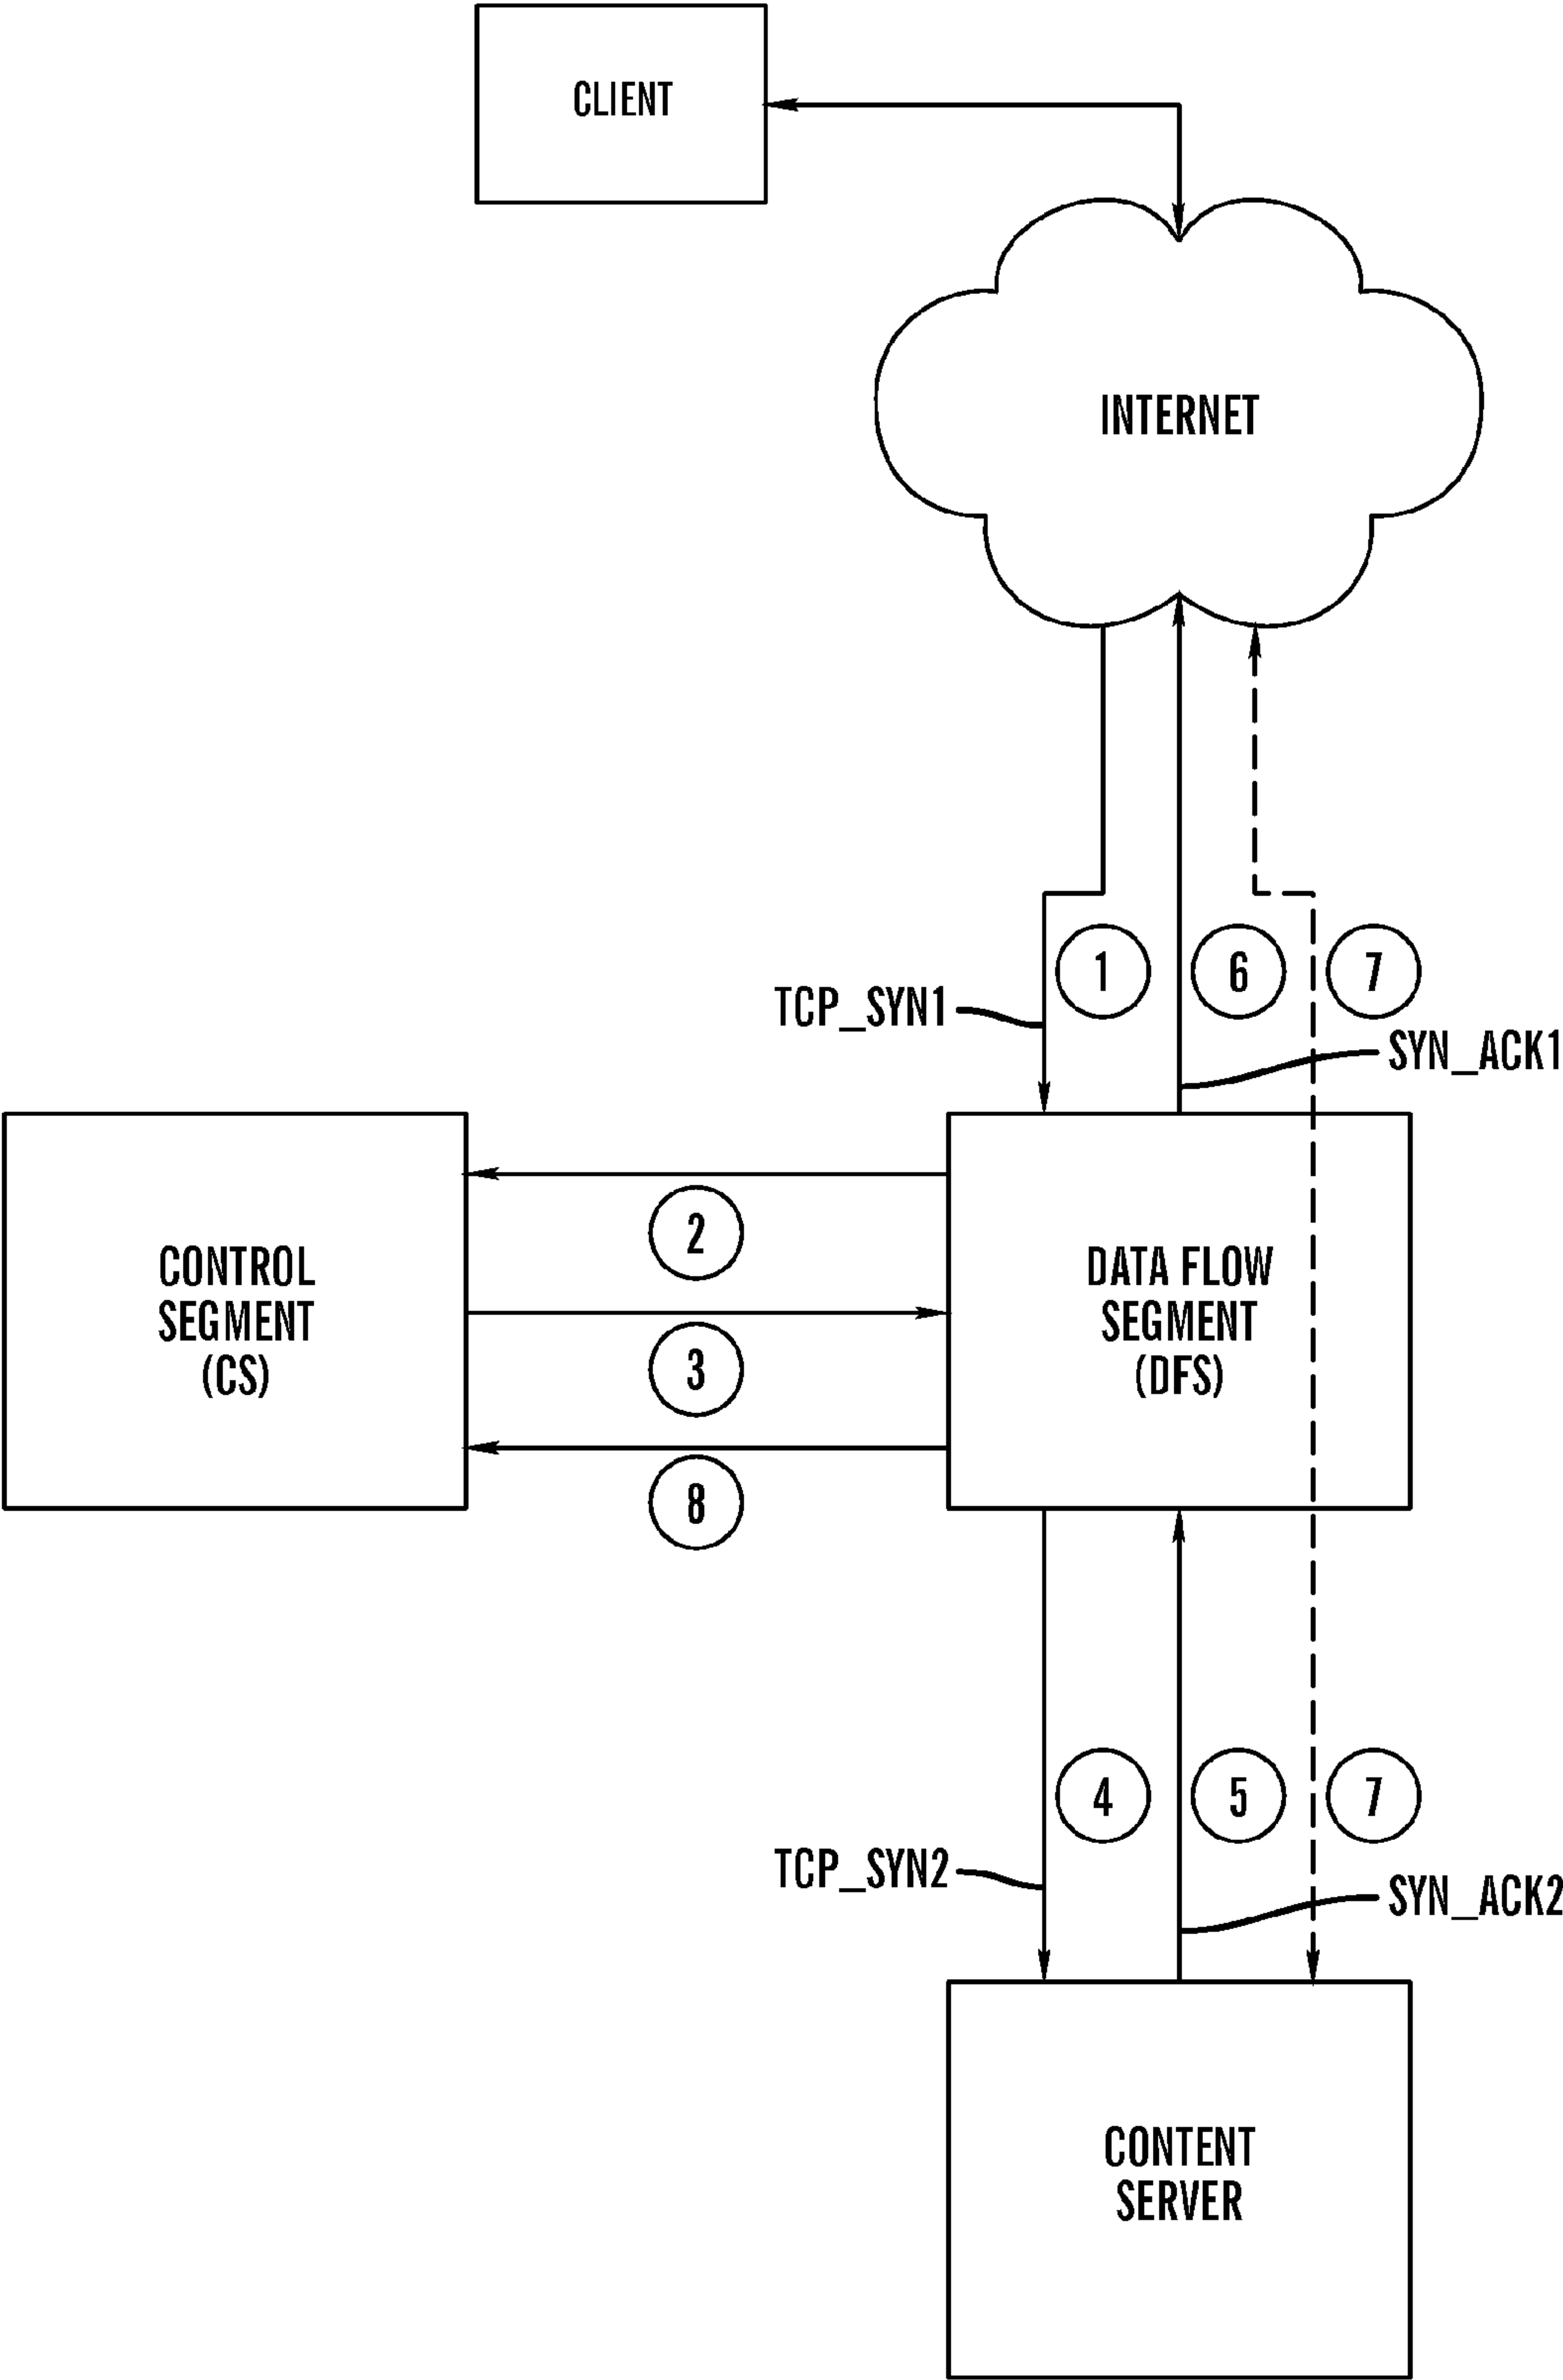 CLIENT
INTERNET
1
6
7
TCP_SYN1
SYN_ACK1
2
CONTROL
SEGMENT
(CS)
DATA FLOW
SEGMENT
(DFS)
3
8
4
5
7
TCP_SYN2
SYN_ACK2
CONTENT
SERVER